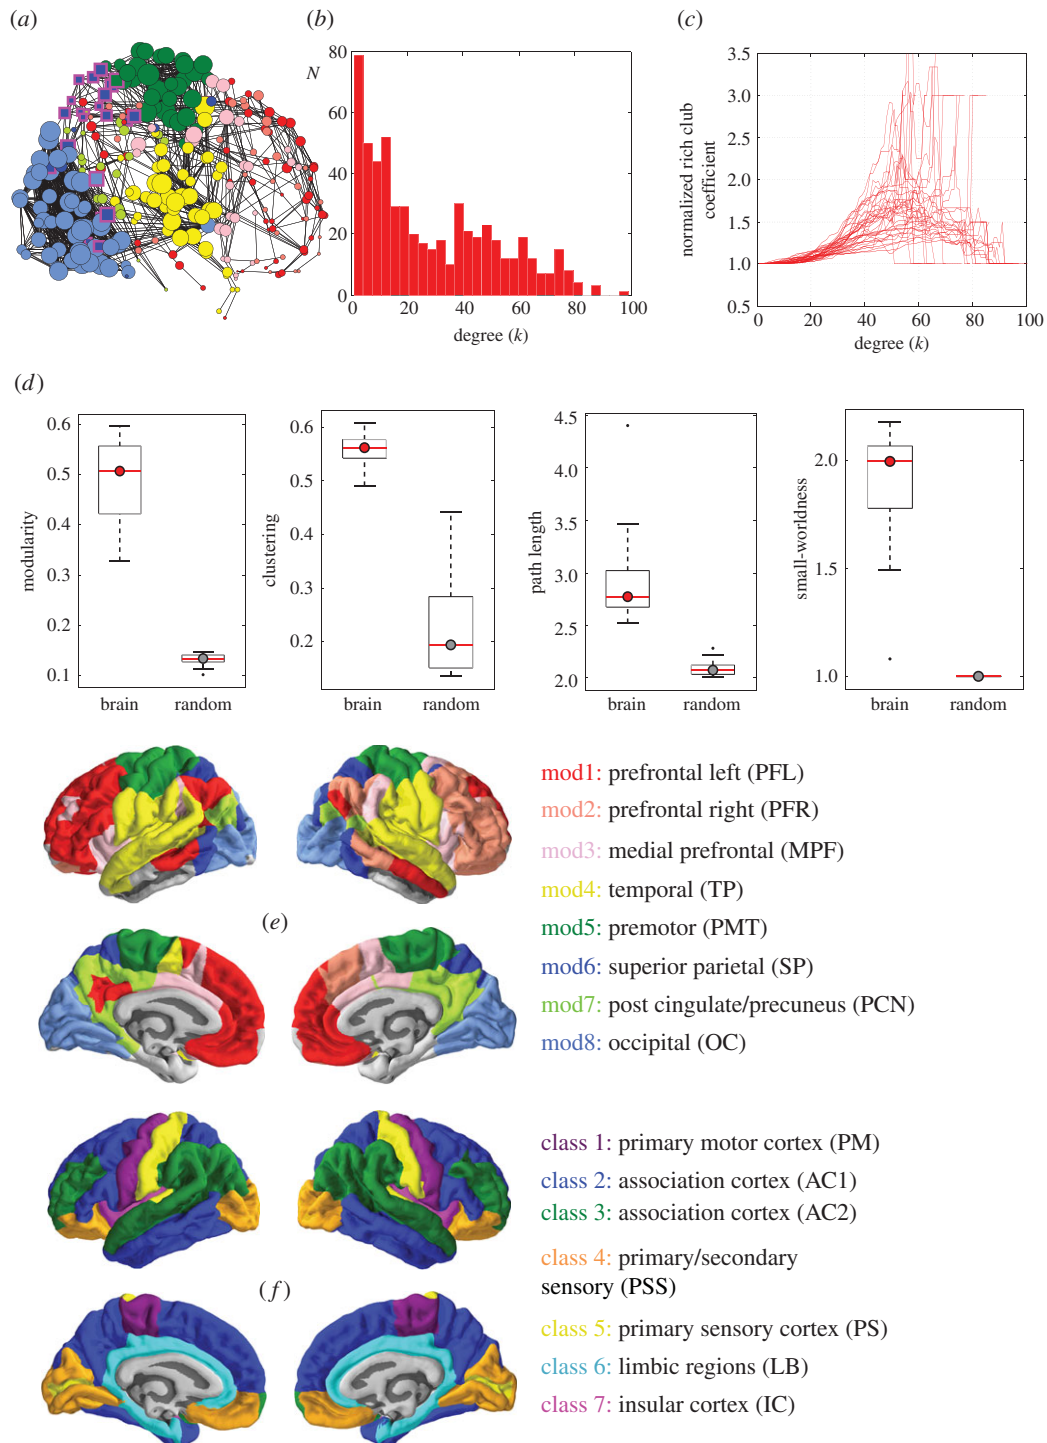 (a)
(b)
(c)
80
N
60
40
20
0
0 20 40 60 80 100
degree (k)
normalized rich club
coefficient
3.5
3.0
2.5
2.0
1.5
1.0
0.5
0 20 40 60 80 100
degree (k)
(d)
modularity
0.6
0.5
0.4
0.3
0.2
0.1
brain random
clustering
0.6
0.5
0.4
0.3
0.2
brain random
path length
4.5
4.0
3.5
3.0
2.5
2.0
brain random
small-worldness
2.0
1.5
1.0
brain random
(e)
mod1: prefrontal left (PFL)
mod2: prefrontal right (PFR)
mod3: medial prefrontal (MPF)
mod4: temporal (TP)
mod5: premotor (PMT)
mod6: superior parietal (SP)
mod7: post cingulate/precuneus (PCN)
mod8: occipital (OC)
(f)
class 1: primary motor cortex (PM)
class 2: association cortex (AC1)
class 3: association cortex (AC2)
class 4: primary/secondary
sensory (PSS)
class 5: primary sensory cortex (PS)
class 6: limbic regions (LB)
class 7: insular cortex (IC)